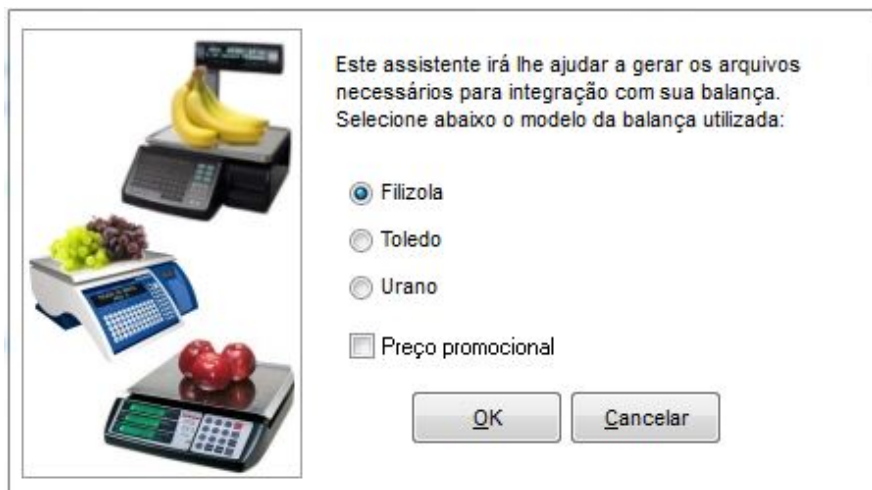 Este assistente irá lhe ajudar a gerar os arquivos
necessários para integração com sua balança.
Selecione abaixo o modelo da balança utilizada:
Filizola
Toledo
Urano
Preço promocional
OK
Cancelar